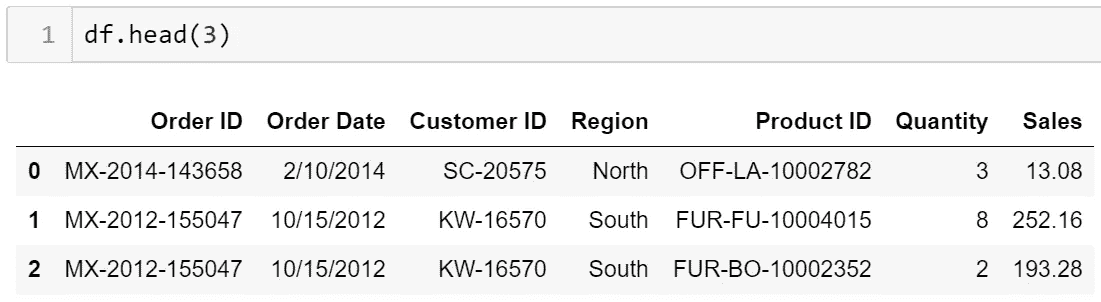 1 df.head(3)
Order ID Order Date Customer ID Region Product ID Quantity Sales
0 MX-2014-143658 2/10/2014 SC-20575 North OFF-LA-10002782 3 13.08
1 MX-2012-155047 10/15/2012 KW-16570 South FUR-FU-10004015 8 252.16
2 MX-2012-155047 10/15/2012 KW-16570 South FUR-BO-10002352 2 193.28